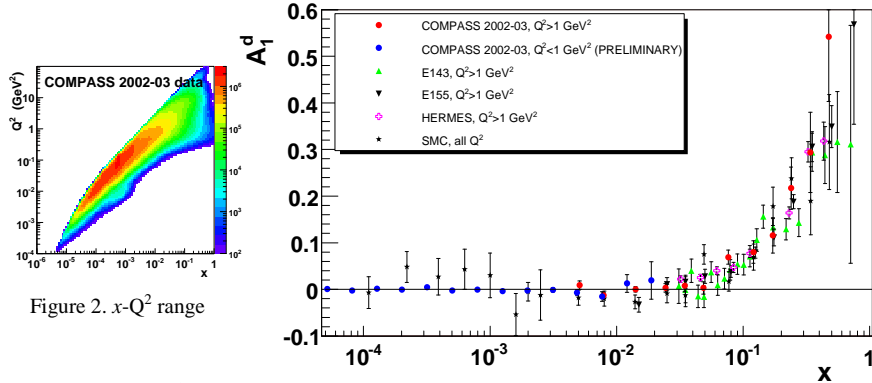 COMPASS 2002-03 data
Q² (GeV²)
10
1
10⁻¹
10⁻²
10⁻³
10⁻⁴
10⁻⁶ 10⁻⁵ 10⁻⁴ 10⁻³ 10⁻² 10⁻¹ 1
x
10⁶
10⁵
10⁴
10³
10²
Figure 2. x-Q² range
A₁ᵈ
0.6
0.5
0.4
0.3
0.2
0.1
0
-0.1
COMPASS 2002-03, Q²>1 GeV²
COMPASS 2002-03, Q²<1 GeV² (PRELIMINARY)
E143, Q²>1 GeV²
E155, Q²>1 GeV²
HERMES, Q²>1 GeV²
SMC, all Q²
10⁻⁴ 10⁻³ 10⁻² 10⁻¹ 1
x